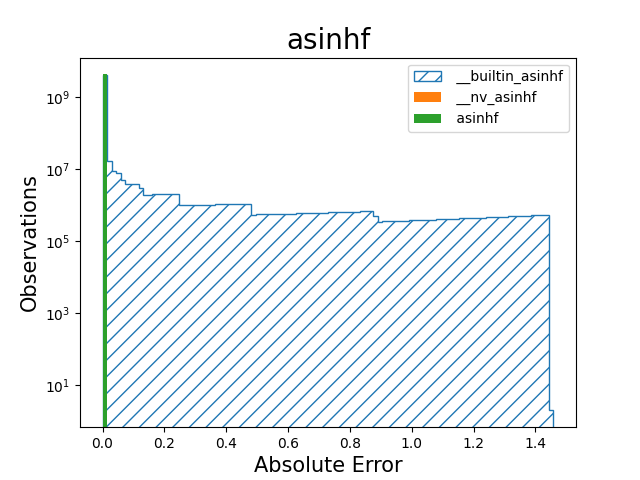 asinhf
__builtin_asinhf
__nv_asinhf
asinhf
Observations
10^9
10^7
10^5
10^3
10^1
0.0 0.2 0.4 0.6 0.8 1.0 1.2 1.4
Absolute Error